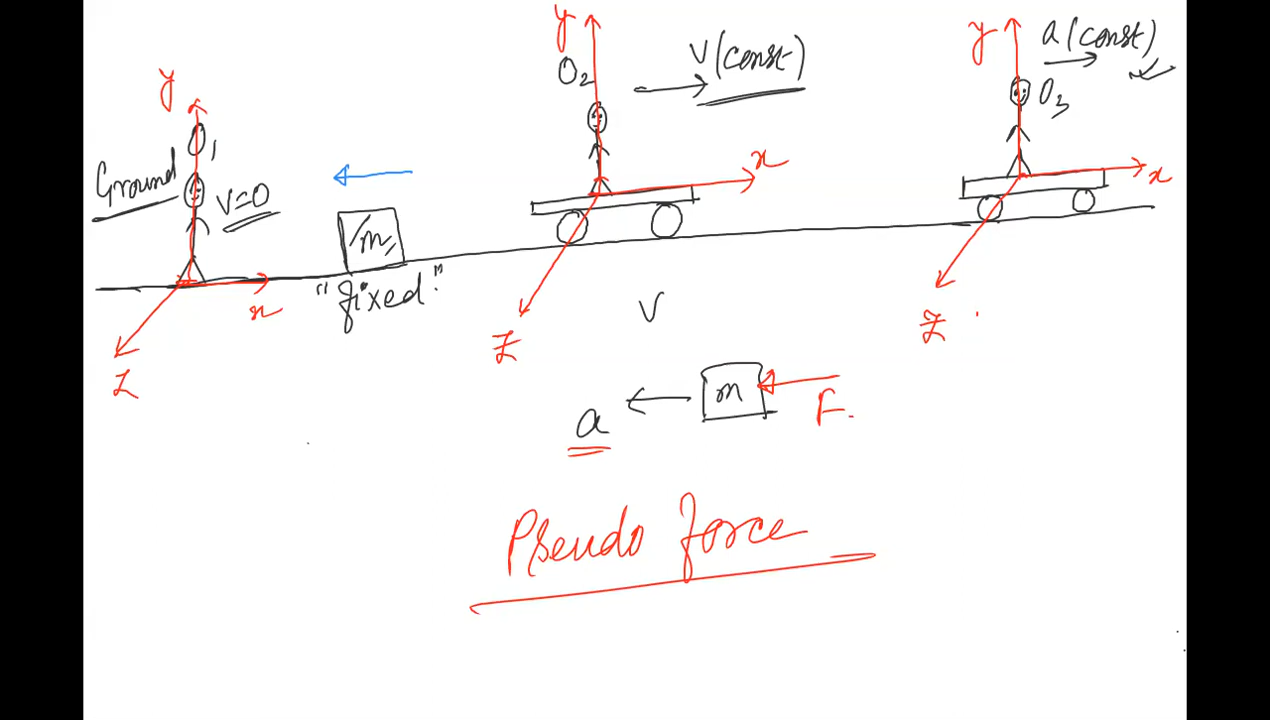 y
O₁
Ground
v=0
x
Z
m
"fixed"
y
O₂
V (const)
x
Z
y
a (const)
O₃
x
Z
V
m
F
a
Pseudo force